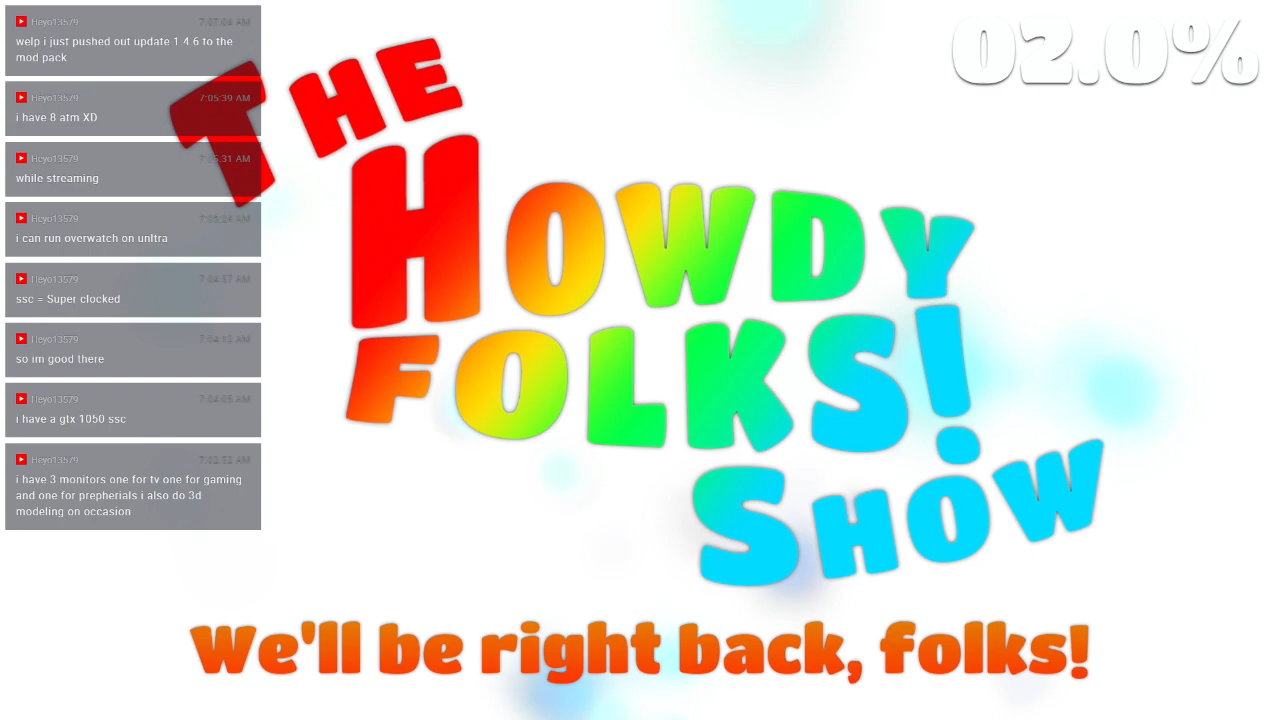 Heyo13579 7:07:04 AM
welp i just pushed out update 1 4 6 to the
mod pack
Heyo13579 7:05:39 AM
i have 8 atm XD
Heyo13579 7:05:31 AM
while streaming
Heyo13579 7:05:24 AM
i can run overwatch on unltra
Heyo13579 7:04:57 AM
ssc = Super clocked
Heyo13579 7:04:12 AM
so im good there
Heyo13579 7:04:05 AM
i have a gtx 1050 ssc
Heyo13579 7:02:52 AM
i have 3 monitors one for tv one for gaming
and one for prepherials i also do 3d
modeling on occasion
02.0%
THE
HOWDY
FOLKS!
SHOW
We'll be right back, folks!